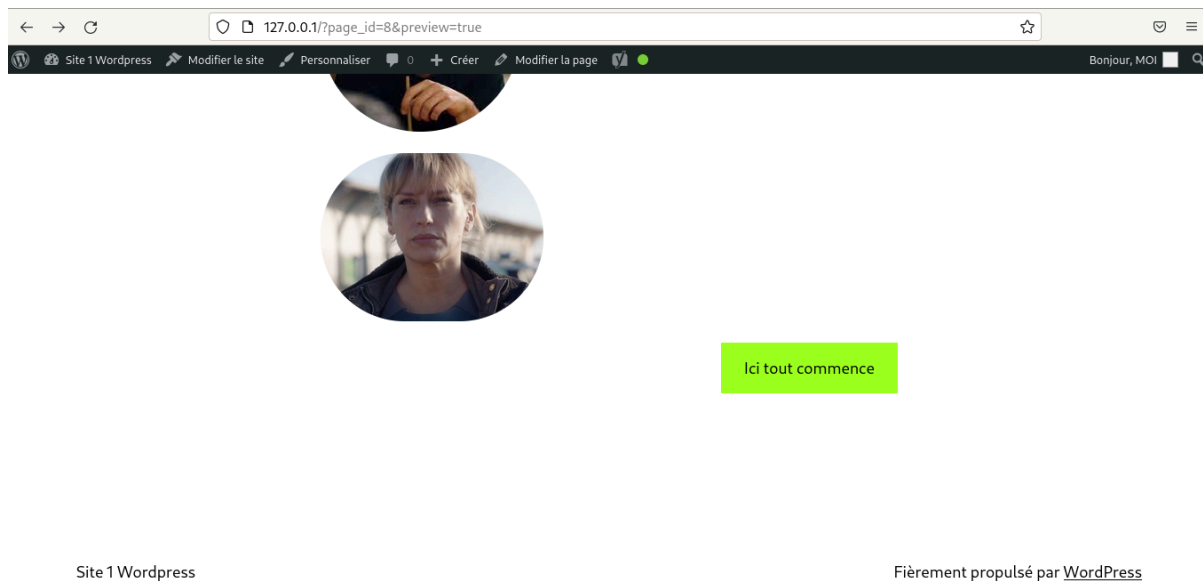 127.0.0.1/?page_id=8&preview=true
Site 1 Wordpress Modifier le site Personnaliser 0 Créer Modifier la page Bonjour, MOI
Ici tout commence
Site 1 Wordpress Fièrement propulsé par WordPress